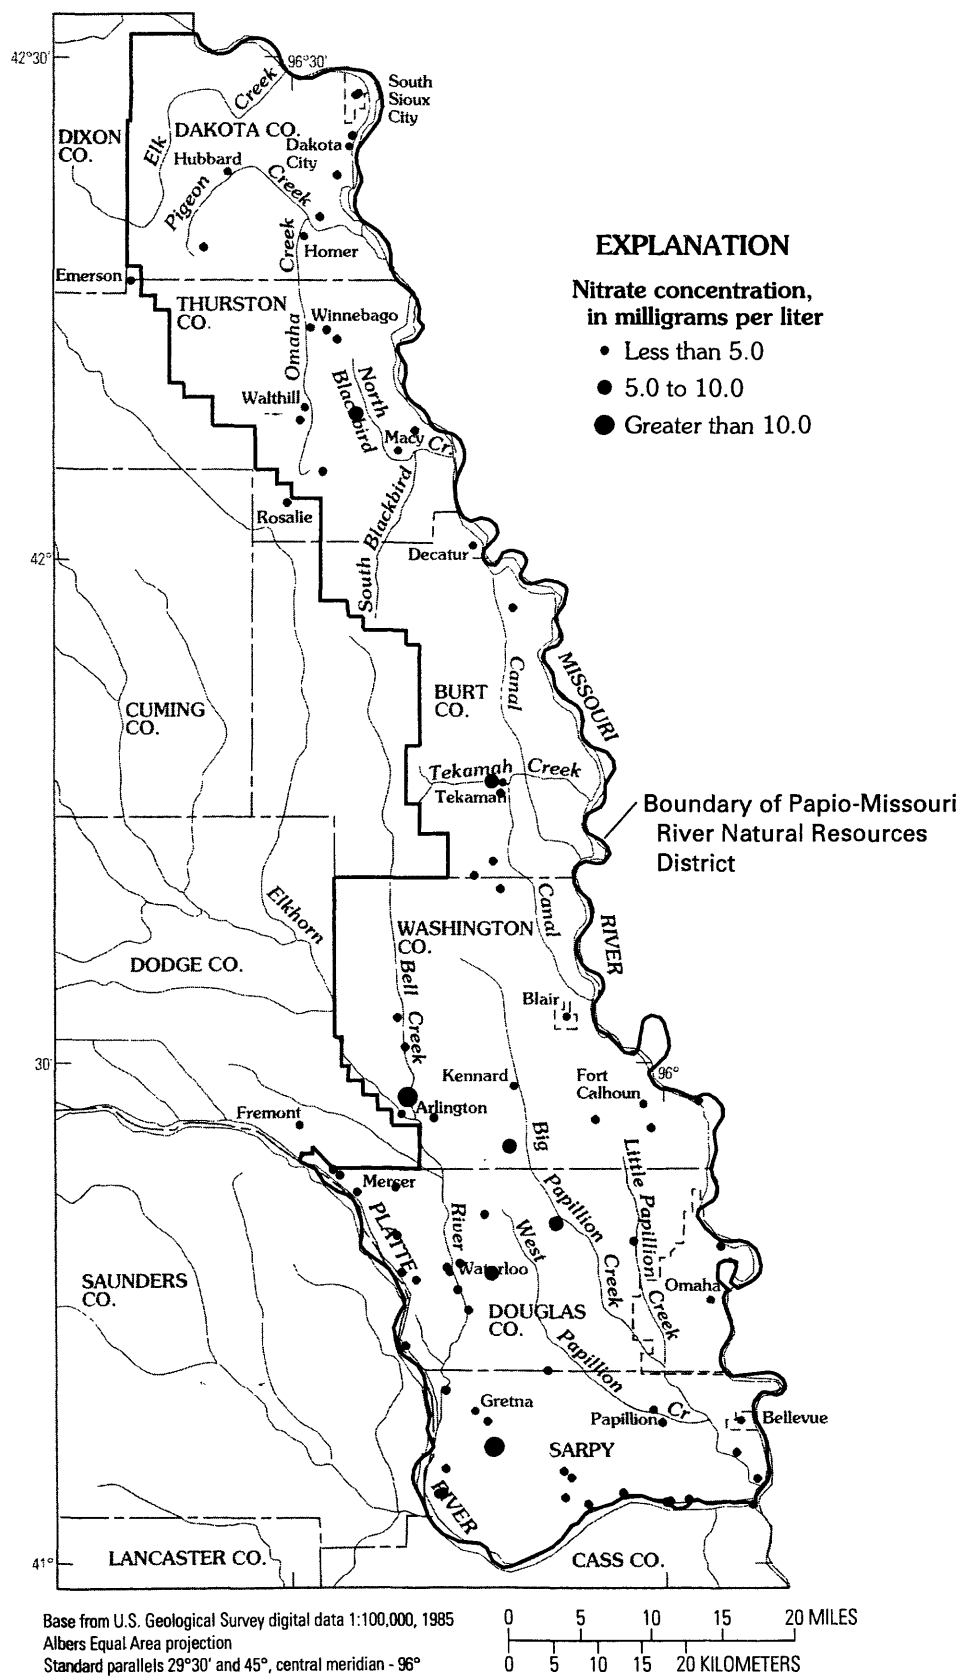 42°30'
96°30'
South
Sioux
City
DIXON
CO.
Elk
Creek
DAKOTA CO.
Dakota
City
Hubbard
Pigeon
Creek
Creek
Homer
Emerson
THURSTON
CO.
Winnebago
Omaha
North
Blackbird
Walthill
Macy
Cr.
South Blackbird
Rosalie
Decatur
42°
EXPLANATION
Nitrate concentration,
in milligrams per liter
Less than 5.0
5.0 to 10.0
Greater than 10.0
CUMING
CO.
BURT
CO.
Canal
MISSOURI
Tekamah Creek
Tekamah
Boundary of Papio-Missouri
River Natural Resources
District
Elkhorn
WASHINGTON
CO.
Canal
RIVER
DODGE CO.
Bell
Creek
Blair
30'
Kennard
Fort
Calhoun
96°
Fremont
Arlington
Big
Papillion
Creek
Little Papillion Creek
Mercer
PLATTE
River
West
Waterloo
Omaha
SAUNDERS
CO.
DOUGLAS
CO.
Papillion
Cr
Gretna
Papillion
Bellevue
SARPY
RIVER
41°
LANCASTER CO.
CASS CO.
Base from U.S. Geological Survey digital data 1:100,000, 1985
Albers Equal Area projection
Standard parallels 29°30' and 45°, central meridian - 96°
0 5 10 15 20 MILES
0 5 10 15 20 KILOMETERS